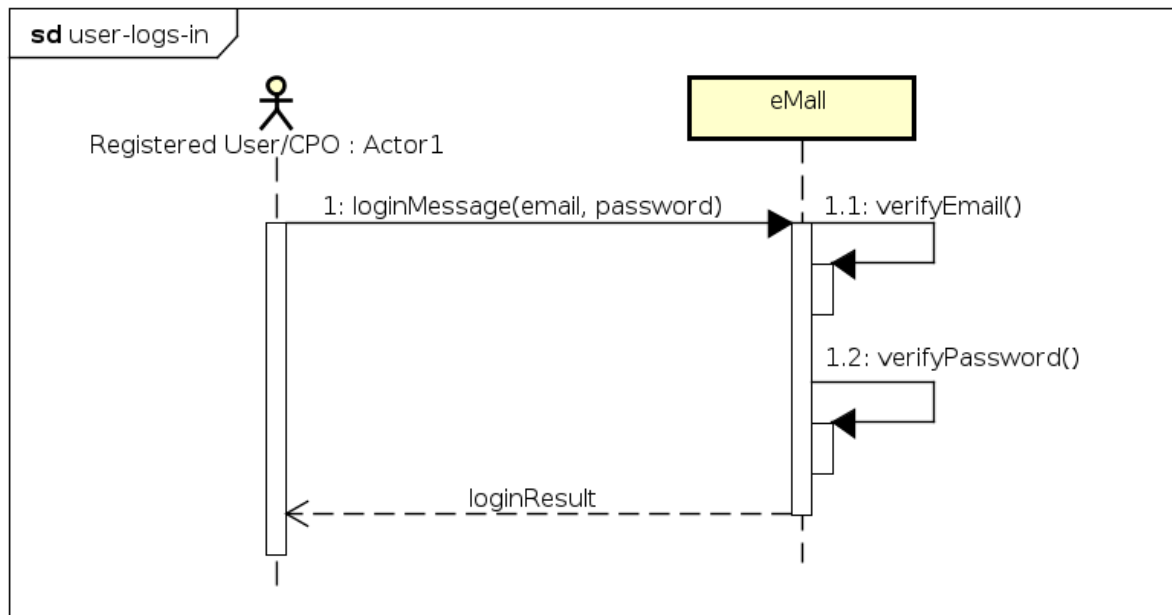 sd user-logs-in
eMall
Registered User/CPO : Actor1
1: loginMessage(email, password)
1.1: verifyEmail()
1.2: verifyPassword()
loginResult